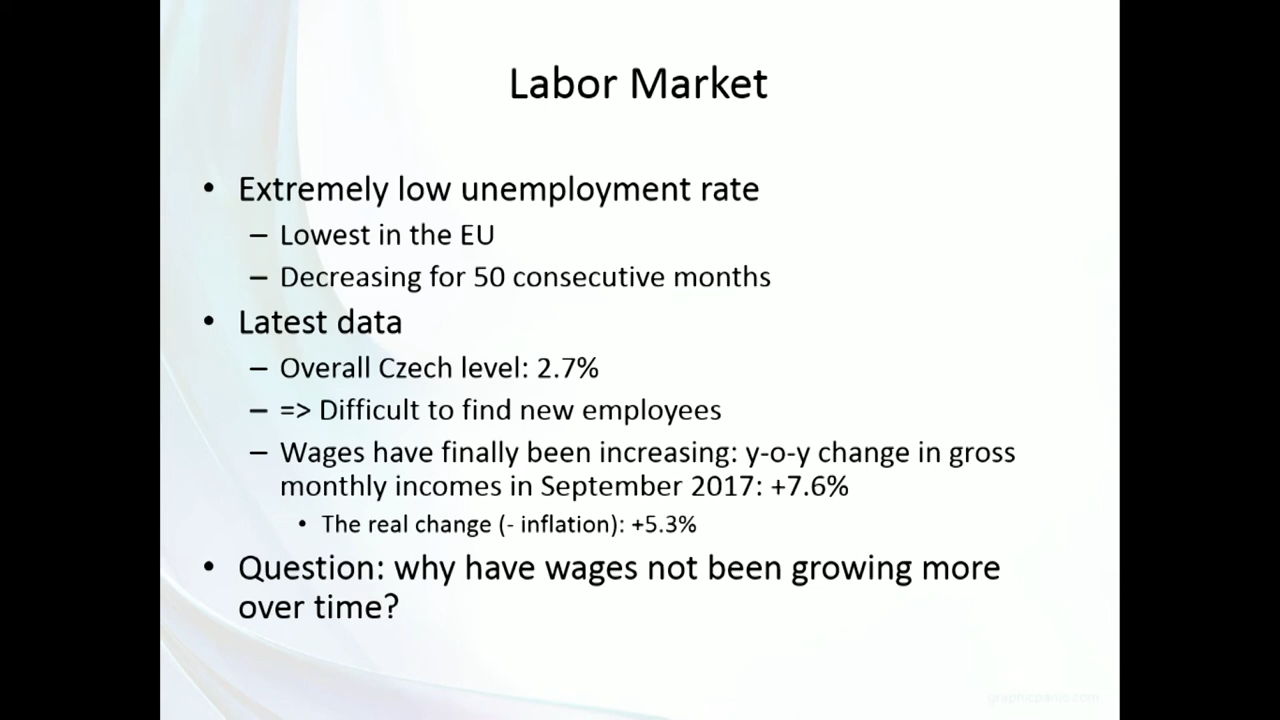 Labor Market
• Extremely low unemployment rate
– Lowest in the EU
– Decreasing for 50 consecutive months
• Latest data
– Overall Czech level: 2.7%
– => Difficult to find new employees
– Wages have finally been increasing: y-o-y change in gross
monthly incomes in September 2017: +7.6%
• The real change (- inflation): +5.3%
• Question: why have wages not been growing more
over time?